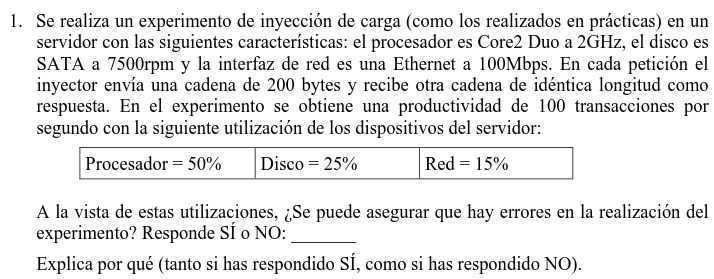 1. Se realiza un experimento de inyección de carga (como los realizados en prácticas) en un
servidor con las siguientes características: el procesador es Core2 Duo a 2GHz, el disco es
SATA a 7500rpm y la interfaz de red es una Ethernet a 100Mbps. En cada petición el
inyector envía una cadena de 200 bytes y recibe otra cadena de idéntica longitud como
respuesta. En el experimento se obtiene una productividad de 100 transacciones por
segundo con la siguiente utilización de los dispositivos del servidor:
Procesador = 50% Disco = 25% Red = 15%
A la vista de estas utilizaciones, ¿Se puede asegurar que hay errores en la realización del
experimento? Responde SÍ o NO: _______
Explica por qué (tanto si has respondido SÍ, como si has respondido NO).